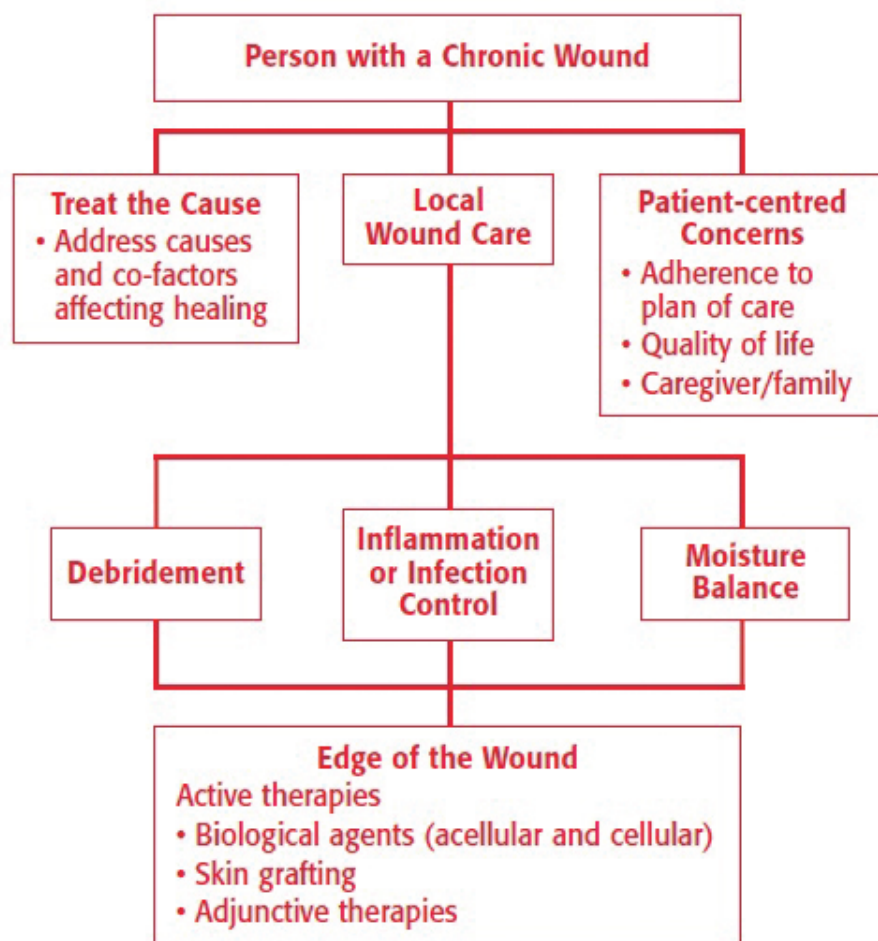 Person with a Chronic Wound
Treat the Cause
• Address causes
and co-factors
affecting healing
Local
Wound Care
Patient-centred
Concerns
• Adherence to
plan of care
• Quality of life
• Caregiver/family
Debridement
Inflammation
or Infection
Control
Moisture
Balance
Edge of the Wound
Active therapies
• Biological agents (acellular and cellular)
• Skin grafting
• Adjunctive therapies